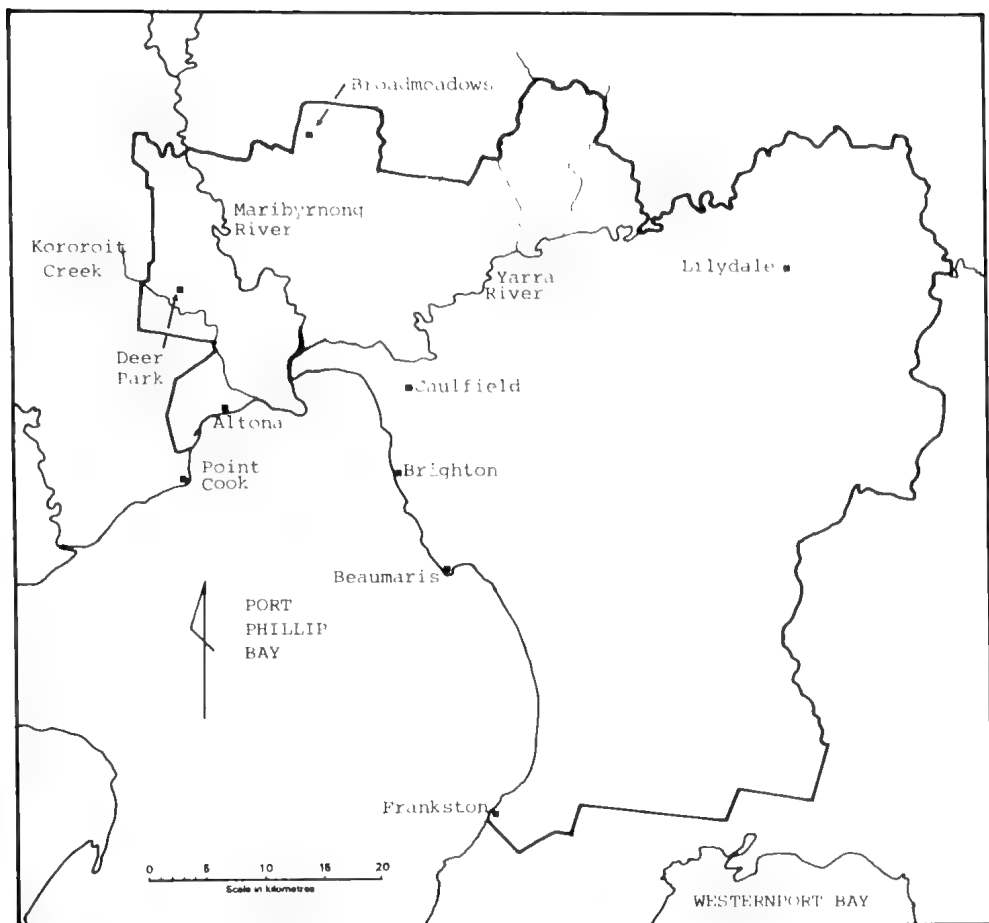 Broadmeadows
Maribyrnong
River
Kororoit
Creek
Yarra
River
Lilydale
Deer
Park
Caulfield
Altona
Point
Cook
Brighton
Beaumaris
PORT
PHILLIP
BAY
Frankston
0 5 10 15 20
Scale in kilometres
WESTERNPORT BAY